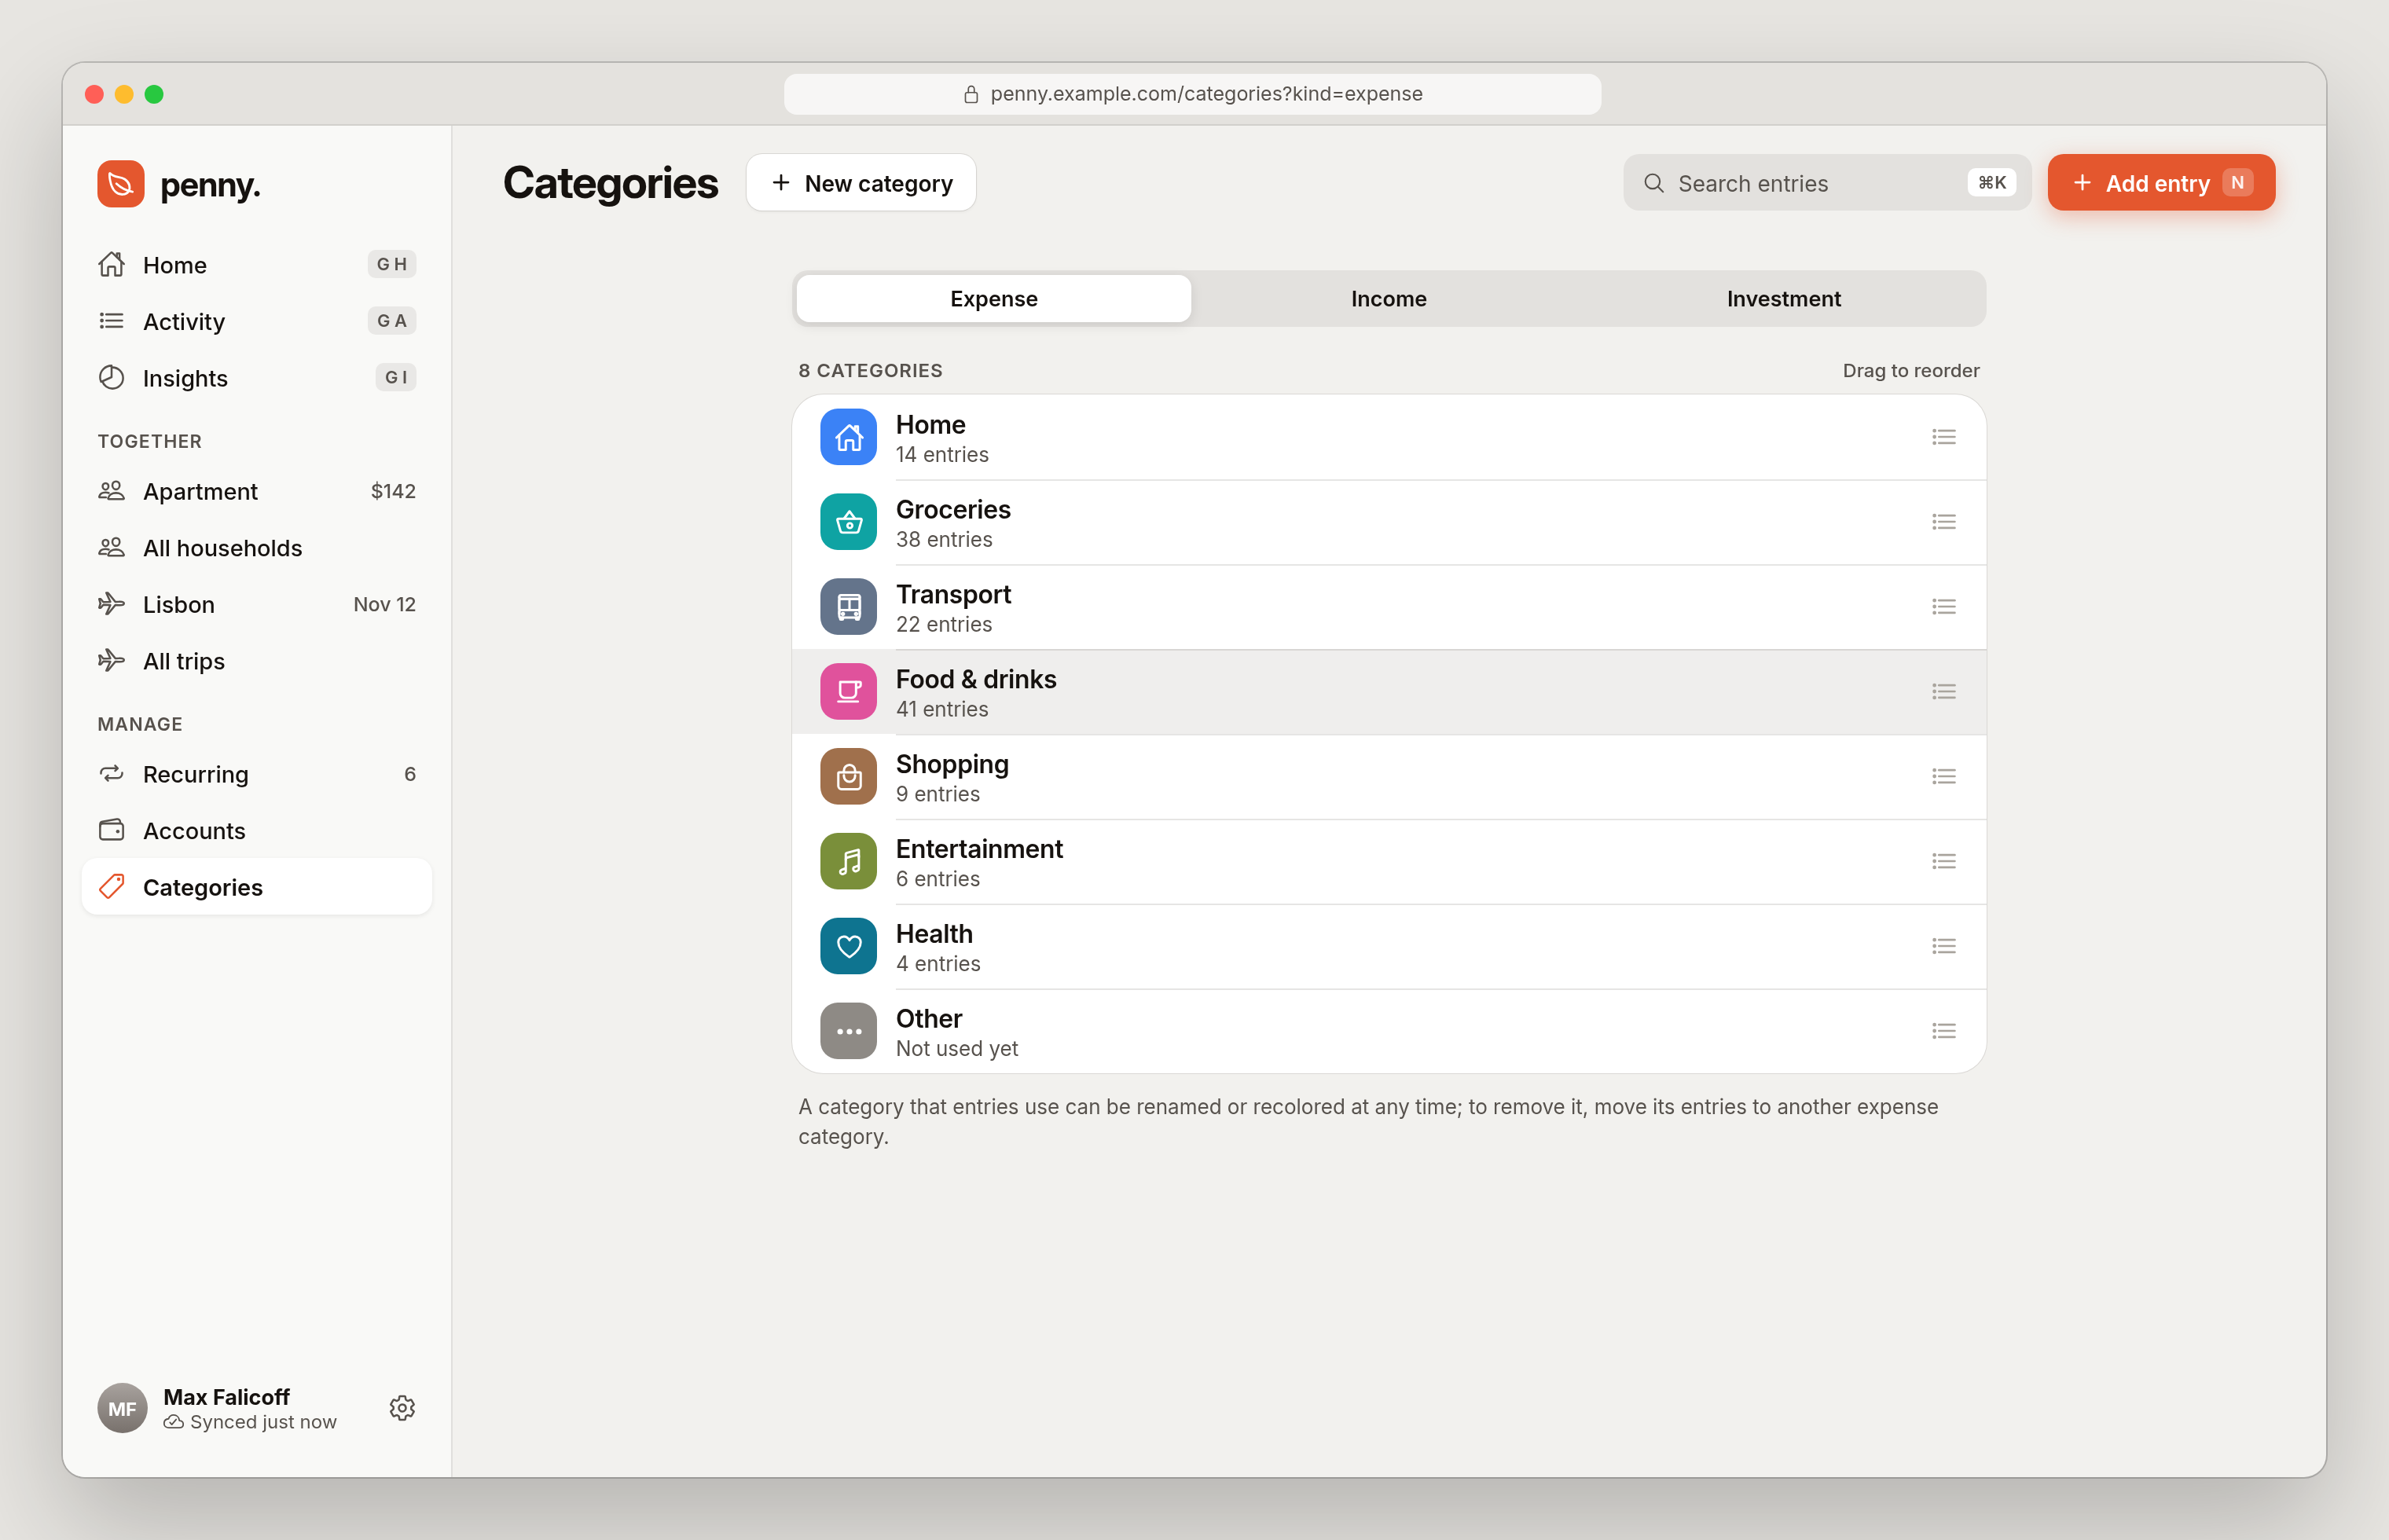 penny.example.com/categories?kind=expense
penny.
Home G H
Activity G A
Insights G I
TOGETHER
Apartment $142
All households
Lisbon Nov 12
All trips
MANAGE
Recurring 6
Accounts
Categories
MF
Max Falicoff
Synced just now
Categories
+ New category
Search entries ⌘K
+ Add entry N
Expense Income Investment
8 CATEGORIES Drag to reorder
Home
14 entries
Groceries
38 entries
Transport
22 entries
Food & drinks
41 entries
Shopping
9 entries
Entertainment
6 entries
Health
4 entries
Other
Not used yet
A category that entries use can be renamed or recolored at any time; to remove it, move its entries to another expense
category.